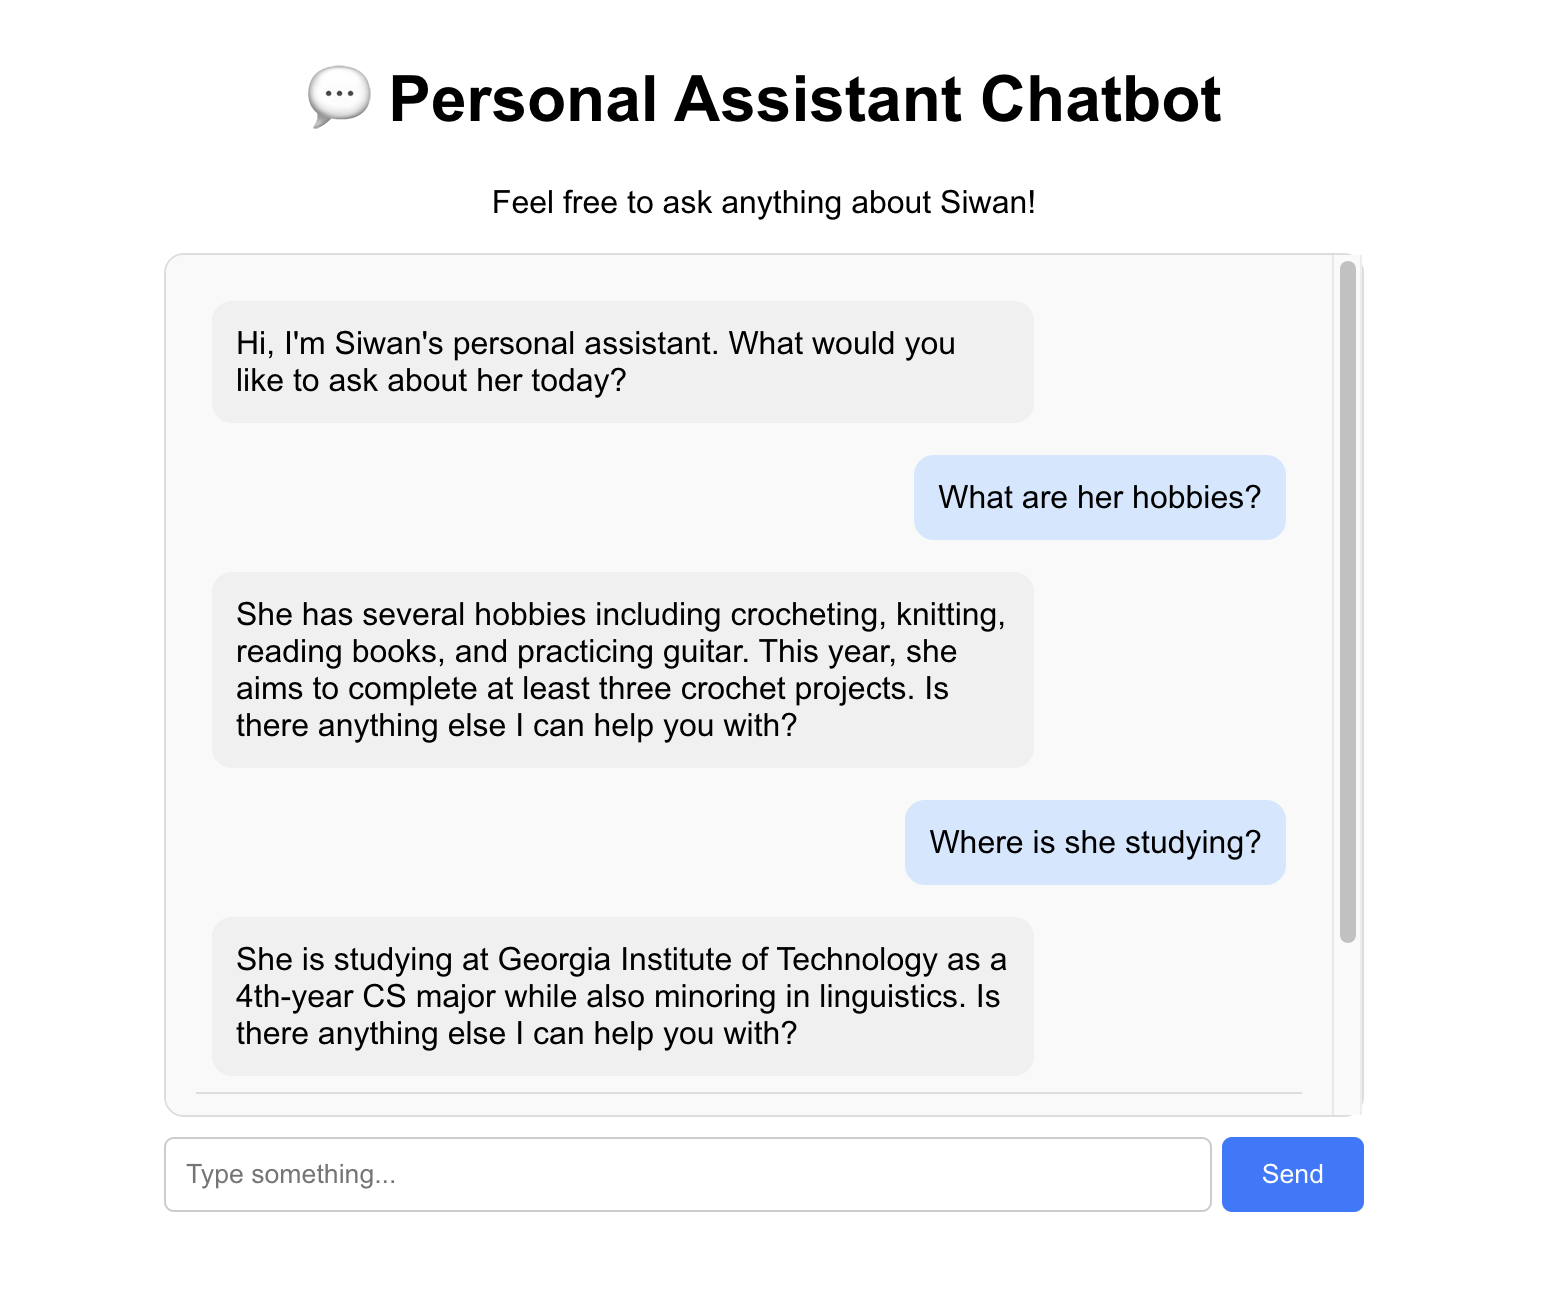 💬 Personal Assistant Chatbot
Feel free to ask anything about Siwan!
Hi, I'm Siwan's personal assistant. What would you
like to ask about her today?
What are her hobbies?
She has several hobbies including crocheting, knitting,
reading books, and practicing guitar. This year, she
aims to complete at least three crochet projects. Is
there anything else I can help you with?
Where is she studying?
She is studying at Georgia Institute of Technology as a
4th-year CS major while also minoring in linguistics. Is
there anything else I can help you with?
Type something...
Send